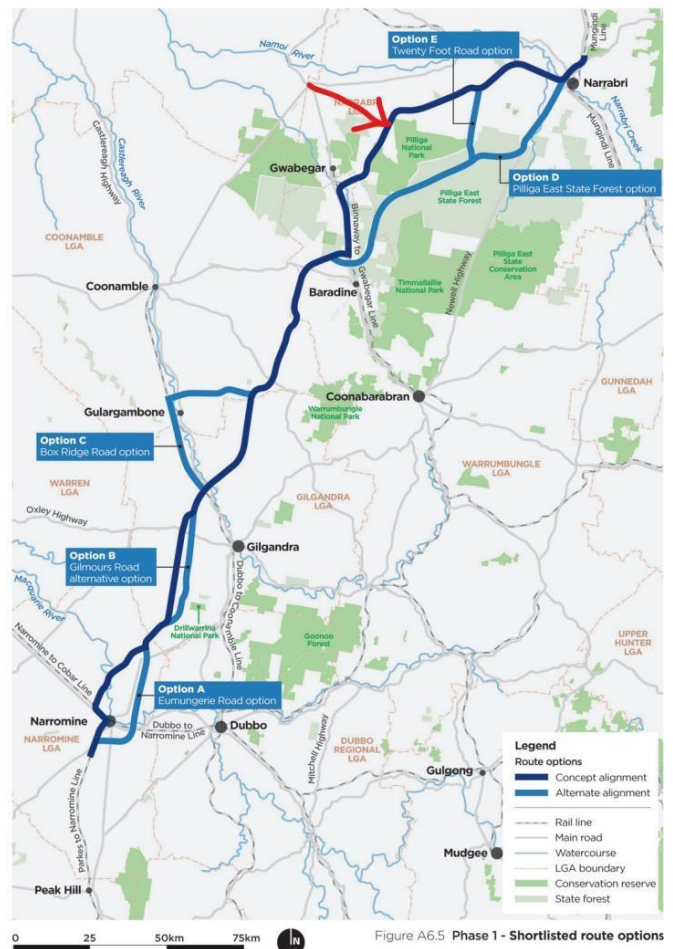 Option E
Twenty Foot Road option
Mungindi
Line
Namoi River
Narrabri
NARRABRI
LGA
Narrabri Creek
Castlereagh Highway
Castlereagh River
Pilliga
National
Park
Mungindi Line
Gwabegar
Option D
Pilliga East State Forest option
Pilliga East
State Forest
Binnaway to
Gwabegar Line
COONAMBLE
LGA
Pilliga East
State
Conservation
Area
Coonamble
Baradine
Timmallallie
National Park
Newell Highway
GUNNEDAH
LGA
Coonabarabran
Gulargambone
Warrumbungle
National Park
Option C
Box Ridge Road option
WARRUMBUNGLE
LGA
WARREN
LGA
GILGANDRA
LGA
Oxley Highway
Gilgandra
Option B
Gilmours Road
alternative option
Macquarie River
Dubbo to
Coonamble Line
Drillwarrina
National Park
Goonoo
Forest
UPPER
HUNTER
LGA
Narromine to Cobar Line
Option A
Eumungerie Road option
Narromine
Dubbo to
Narromine Line
Dubbo
NARROMINE
LGA
Mitchell Highway
DUBBO
REGIONAL
LGA
Legend
Route options
Concept alignment
Alternate alignment
Rail line
Main road
Watercourse
LGA boundary
Conservation reserve
State forest
Gulgong
Parkes to Narromine Line
Mudgee
Peak Hill
0 25 50km 75km
N
Figure A6.5 Phase 1 - Shortlisted route options